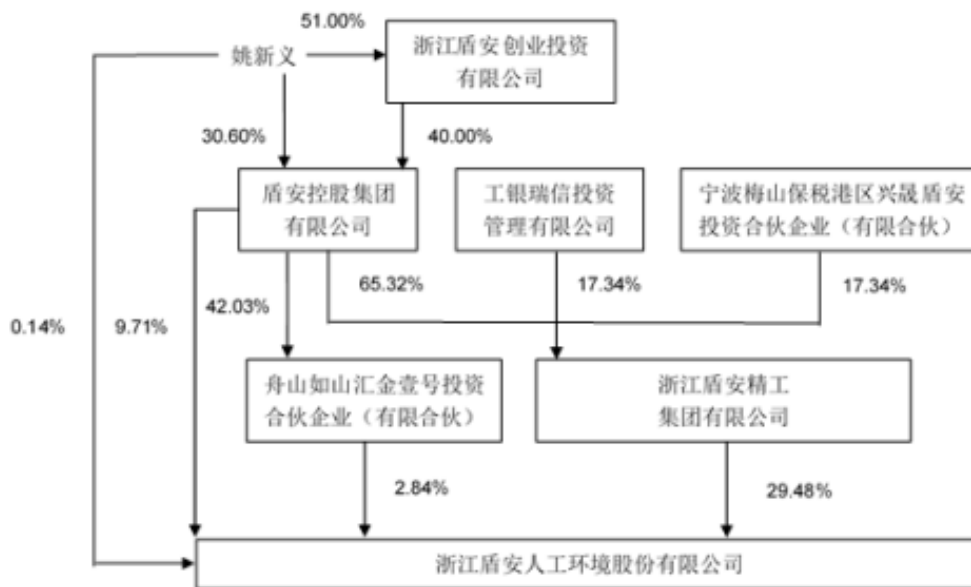 51.00%
姚新义
浙江盾安创业投资
有限公司
30.60%
40.00%
盾安控股集团
有限公司
工银瑞信投资
管理有限公司
宁波梅山保税港区兴晟盾安
投资合伙企业（有限合伙）
0.14%
9.71%
42.03%
65.32%
17.34%
17.34%
舟山如山汇金壹号投资
合伙企业（有限合伙）
浙江盾安精工
集团有限公司
2.84%
29.48%
浙江盾安人工环境股份有限公司